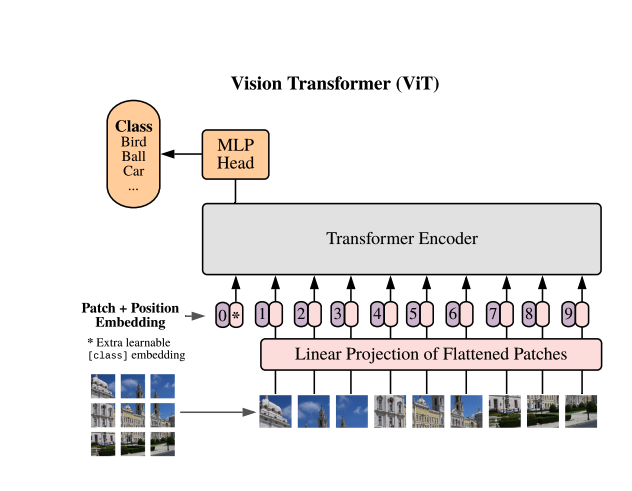 Vision Transformer (ViT)
Class
Bird
Ball
Car
...
MLP
Head
Transformer Encoder
Patch + Position
Embedding
0 * 1 2 3 4 5 6 7 8 9
* Extra learnable
[class] embedding
Linear Projection of Flattened Patches